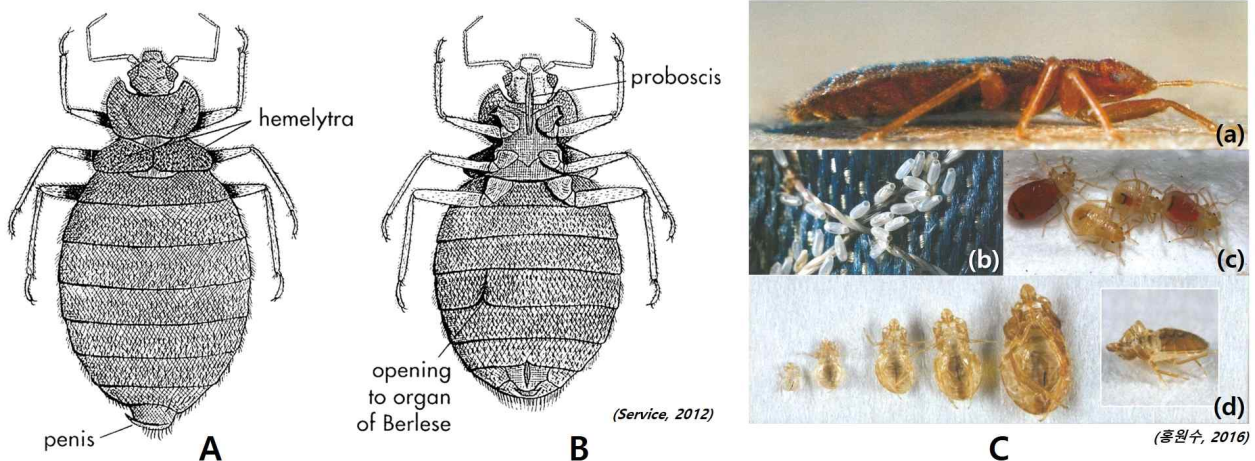 hemelytra
penis
A
proboscis
opening
to organ
of Berlese
(Service, 2012)
B
(a)
(b)
(c)
(d)
C
(홍원수, 2016)